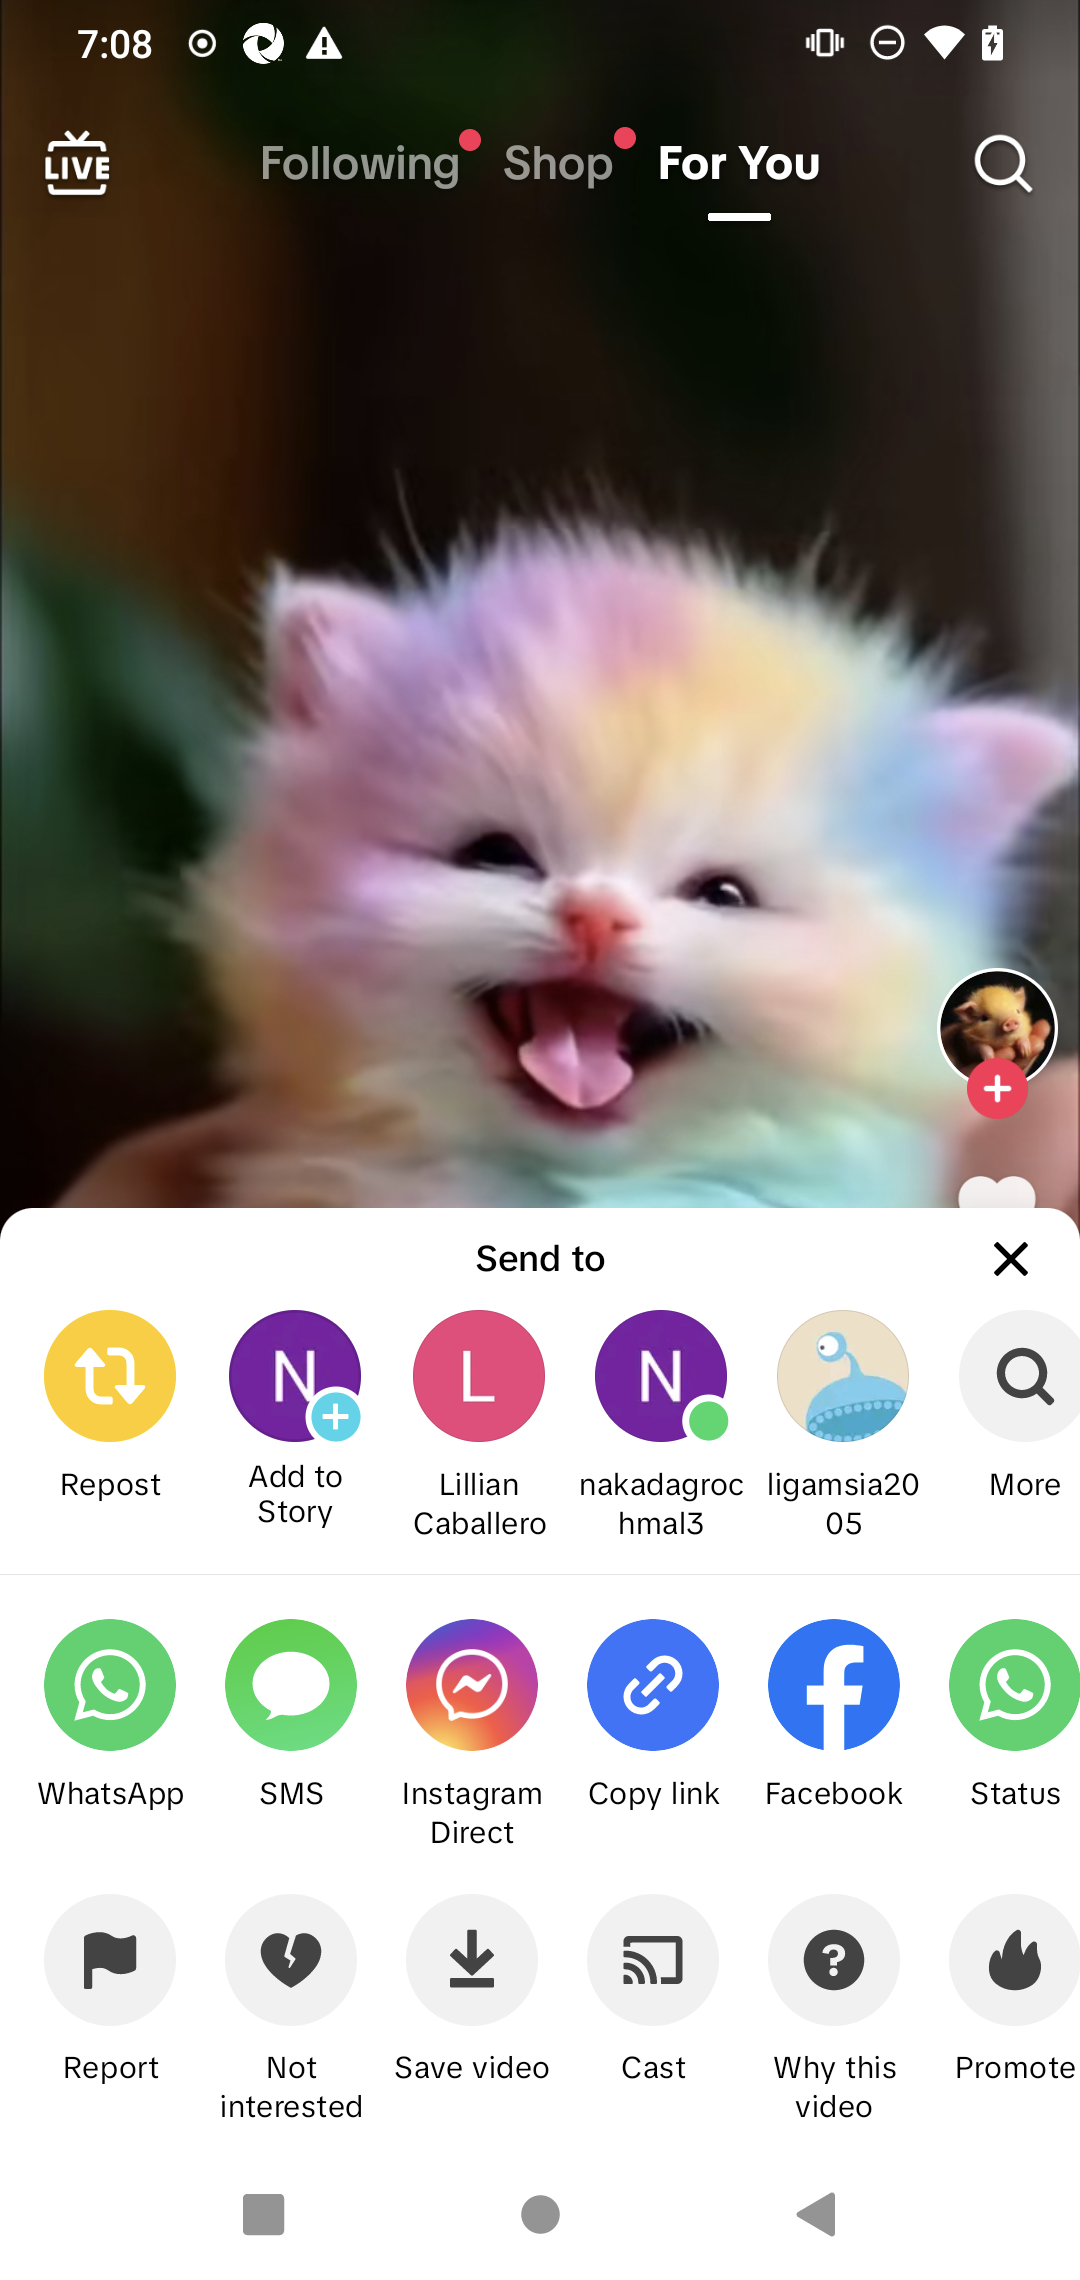 7:08
LIVE
Following Shop For You
Send to
N L N
Repost Add to Story Lillian Caballero nakadagrochmal3 ligamsia2005 More
WhatsApp SMS Instagram Direct Copy link Facebook Status
Report Not interested Save video Cast Why this video Promote